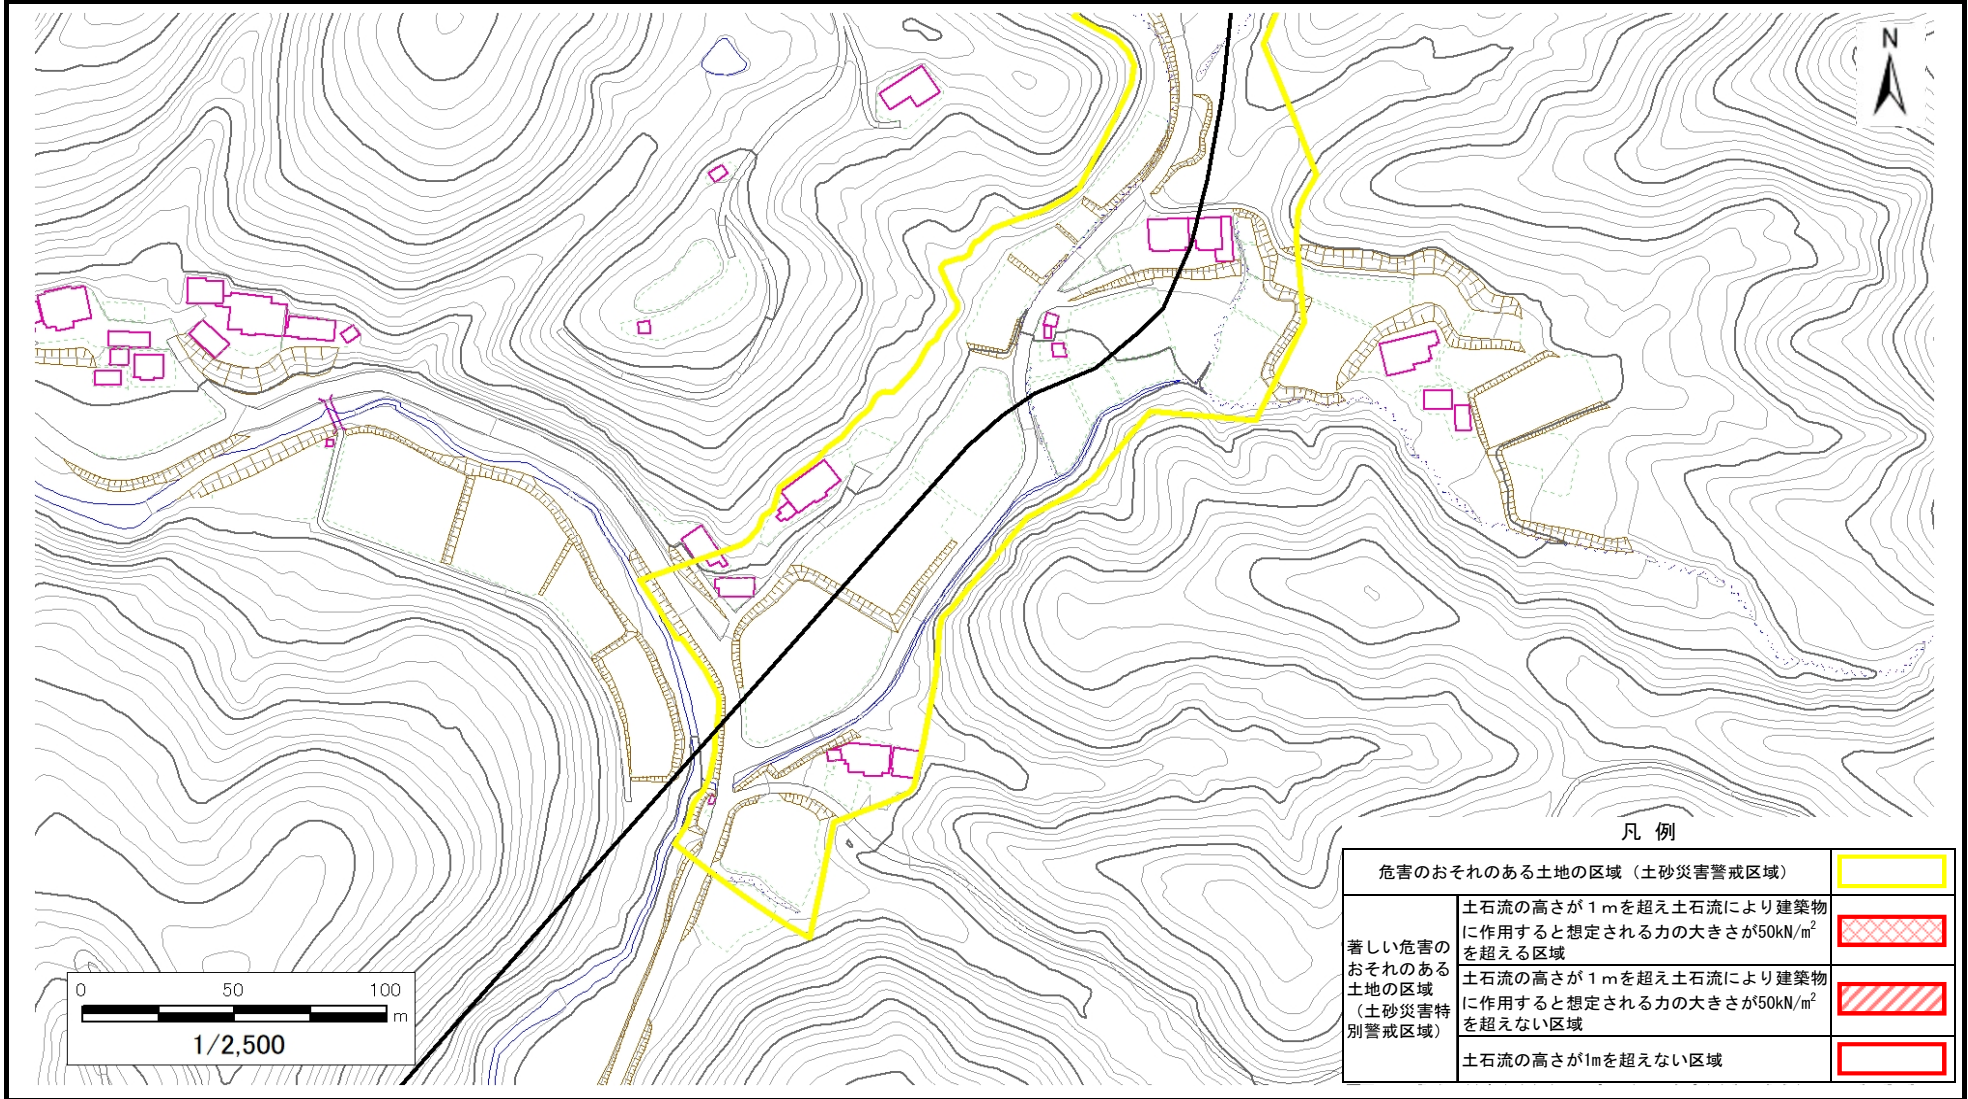 N
凡 例
危害のおそれのある土地の区域（土砂災害警戒区域）
著しい危害の
おそれのある
土地の区域
（土砂災害特
別警戒区域）
土石流の高さが１ｍを超え土石流により建築物
に作用すると想定される力の大きさが50kN/㎡
を超える区域
土石流の高さが１ｍを超え土石流により建築物
に作用すると想定される力の大きさが50kN/㎡
を超えない区域
土石流の高さが1mを超えない区域
0 50 100
m
1/2,500